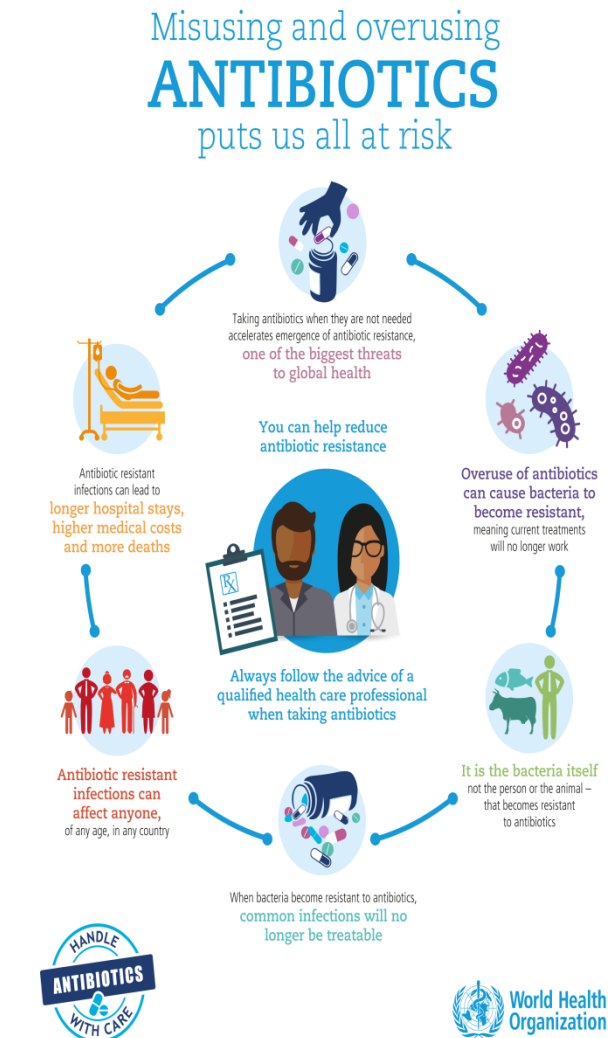 Misusing and overusing
ANTIBIOTICS
puts us all at risk
Taking antibiotics when they are not needed
accelerates emergence of antibiotic resistance,
one of the biggest threats
to global health
Overuse of antibiotics
can cause bacteria to
become resistant,
meaning current treatments
will no longer work
It is the bacteria itself
not the person or the animal –
that becomes resistant
to antibiotics
When bacteria become resistant to antibiotics,
common infections will no
longer be treatable
Antibiotic resistant
infections can
affect anyone,
of any age, in any country
Antibiotic resistant
infections can lead to
longer hospital stays,
higher medical costs
and more deaths
You can help reduce
antibiotic resistance
Rx
Always follow the advice of a
qualified health care professional
when taking antibiotics
HANDLE
ANTIBIOTICS
WITH CARE
World Health
Organization